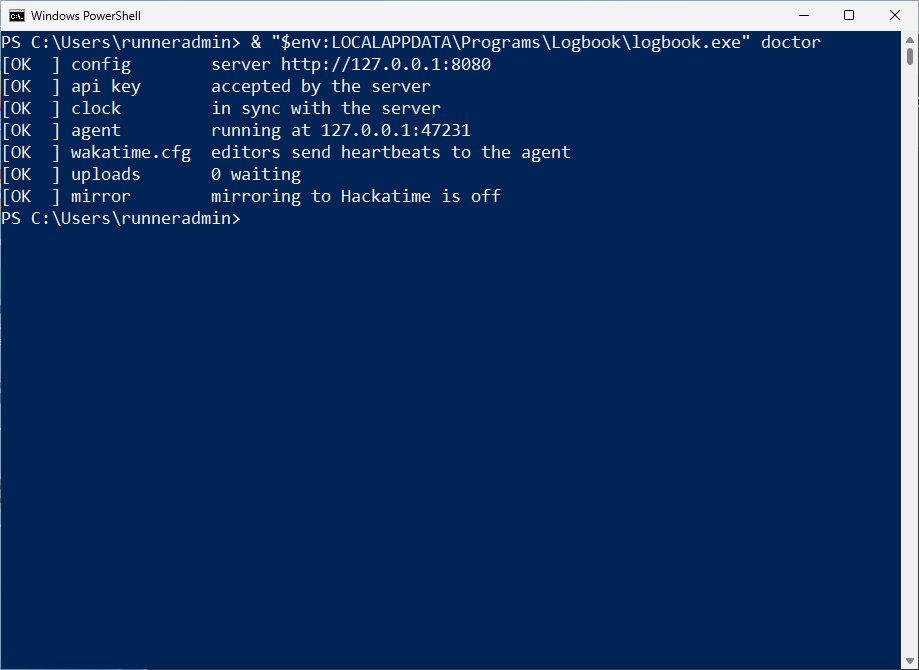 Windows PowerShell
PS C:\Users\runneradmin> & "$env:LOCALAPPDATA\Programs\Logbook\logbook.exe" doctor
[OK  ] config        server http://127.0.0.1:8080
[OK  ] api key       accepted by the server
[OK  ] clock         in sync with the server
[OK  ] agent         running at 127.0.0.1:47231
[OK  ] wakatime.cfg  editors send heartbeats to the agent
[OK  ] uploads       0 waiting
[OK  ] mirror        mirroring to Hackatime is off
PS C:\Users\runneradmin>